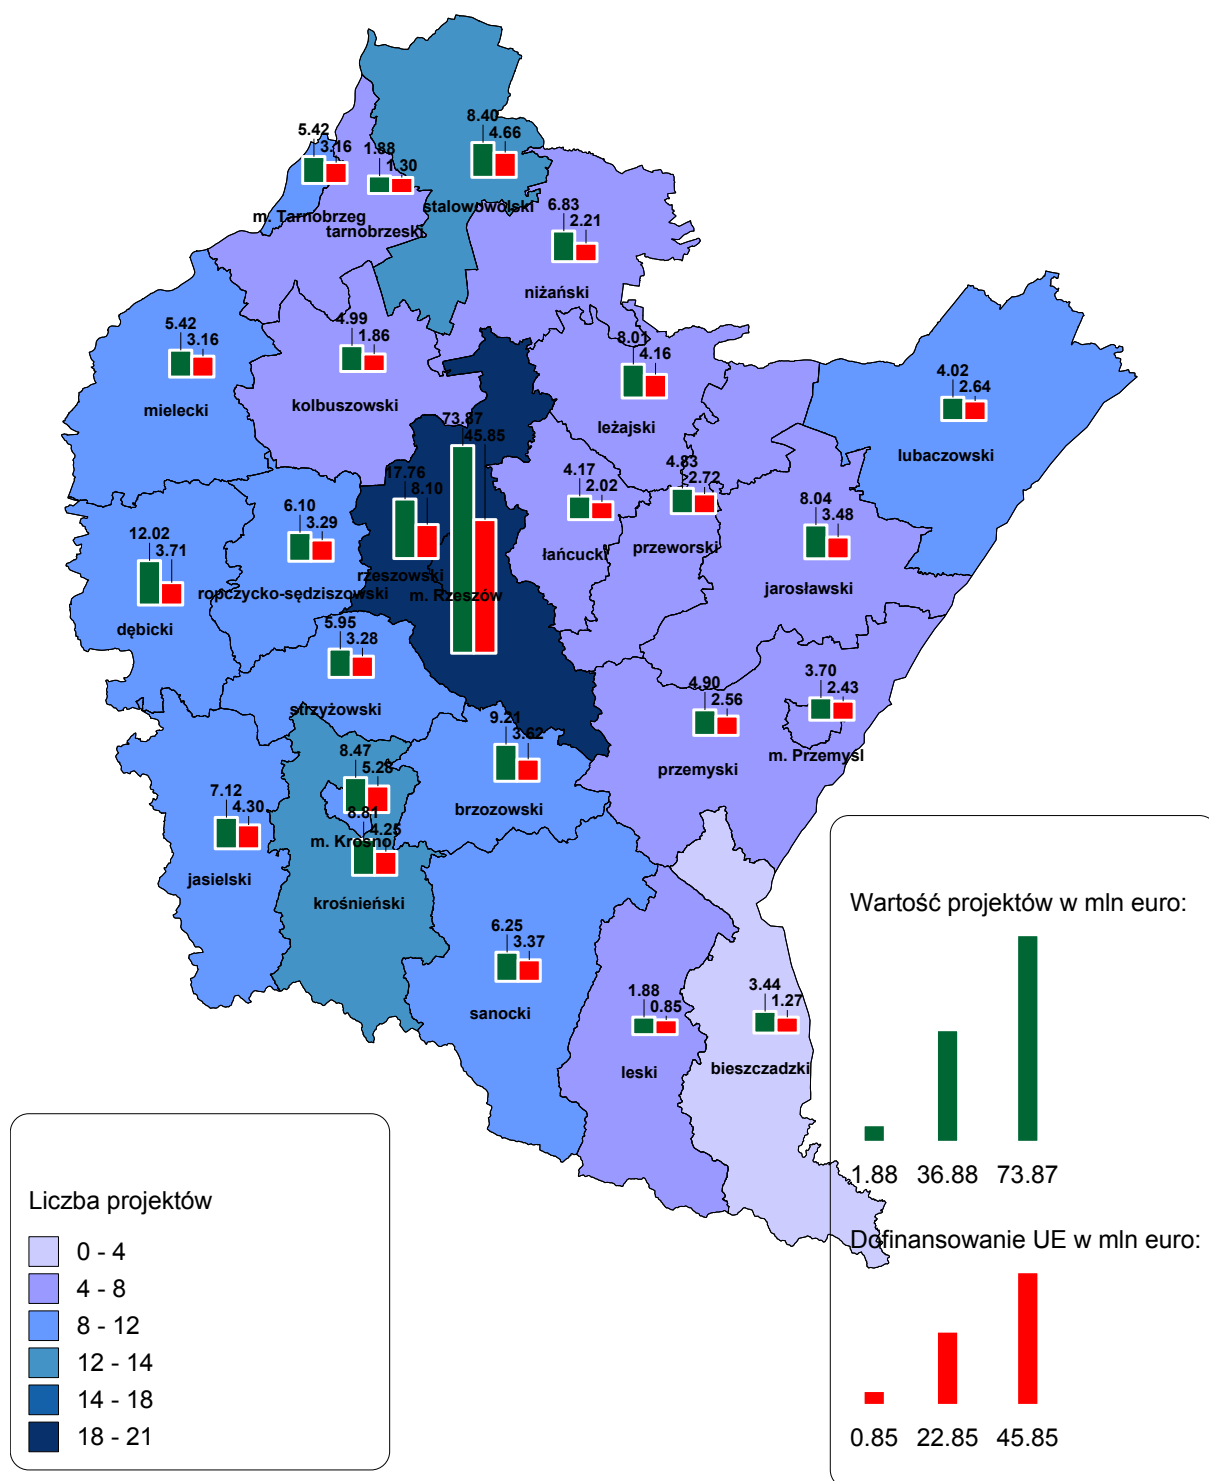 8.40
4.66
5.42
3.16
1.88
1.30
m. Tarnobrzeg
tarnobrzeski
stalowowolski
6.83
2.21
niżański
5.42
3.16
mielecki
4.99
1.86
kolbuszowski
8.01
4.16
leżajski
4.02
2.64
lubaczowski
73.87
45.85
17.76
8.10
rzeszowski
m. Rzeszów
4.17
2.02
łańcucki
4.83
2.72
przeworski
8.04
3.48
jarosławski
12.02
3.71
dębicki
6.10
3.29
ropczycko-sędziszowski
5.95
3.28
strzyżowski
4.90
2.56
przemyski
3.70
2.43
m. Przemysl
9.21
3.62
brzozowski
8.47
5.28
m. Krosno
8.81
4.25
krośnieński
7.12
4.30
jasielski
6.25
3.37
sanocki
1.88
0.85
leski
3.44
1.27
bieszczadzki
Wartość projektów w mln euro:
1.88 36.88 73.87
Dofinansowanie UE w mln euro:
0.85 22.85 45.85
Liczba projektów
0 - 4
4 - 8
8 - 12
12 - 14
14 - 18
18 - 21